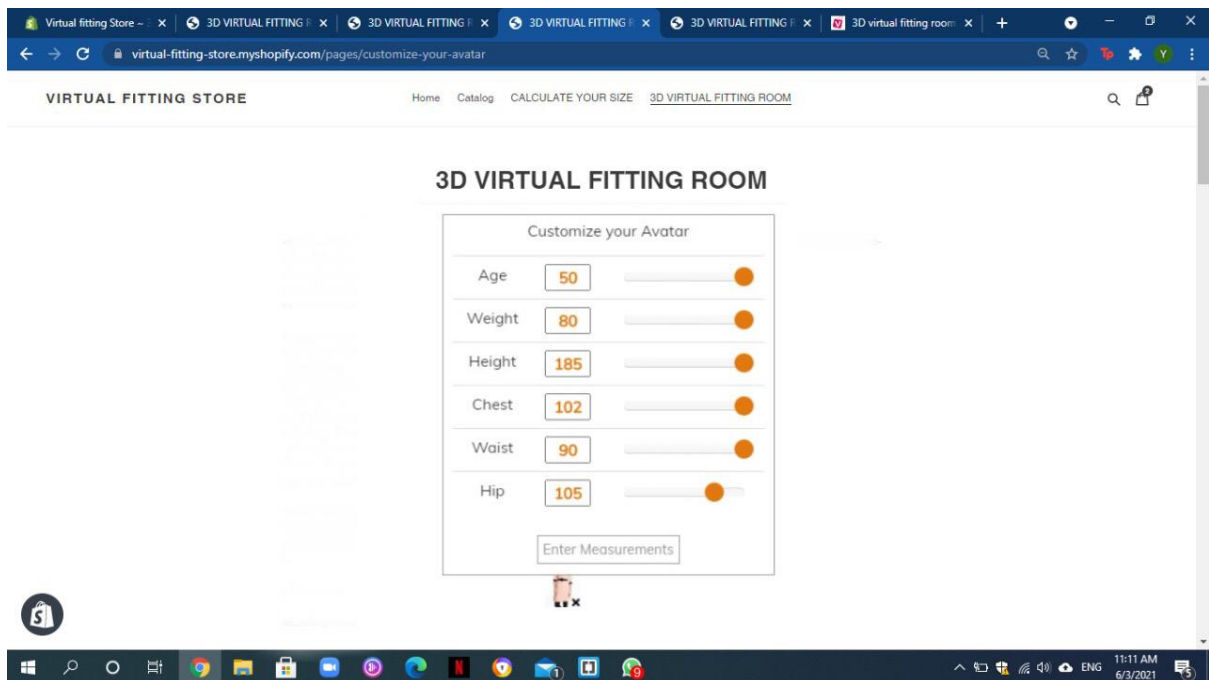 Virtual fitting Store ~
3D VIRTUAL FITTING R
3D VIRTUAL FITTING R
3D VIRTUAL FITTING R
3D VIRTUAL FITTING R
3D virtual fitting room
virtual-fitting-store.myshopify.com/pages/customize-your-avatar
Tp
Y
VIRTUAL FITTING STORE
Home Catalog CALCULATE YOUR SIZE 3D VIRTUAL FITTING ROOM
2
3D VIRTUAL FITTING ROOM
Customize your Avatar
Age 50
Weight 80
Height 185
Chest 102
Waist 90
Hip 105
Enter Measurements
ENG
11:11 AM
6/3/2021